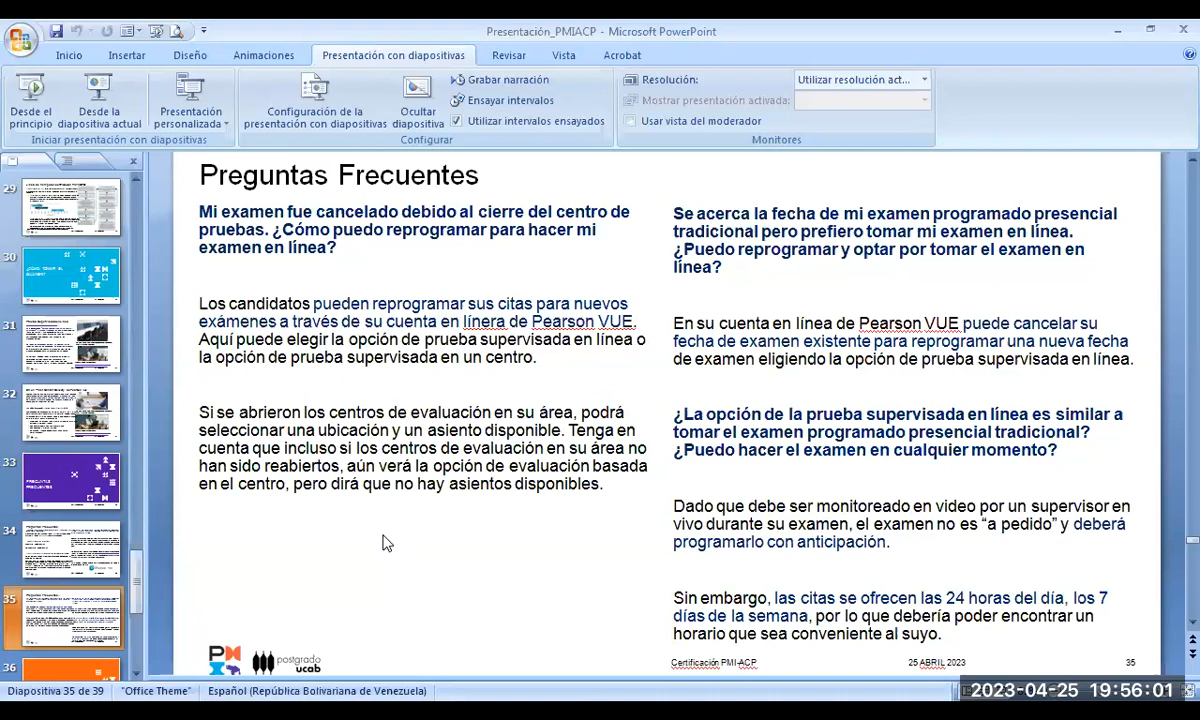 Presentación_PMIACP - Microsoft PowerPoint
Inicio
Insertar
Diseño
Animaciones
Presentación con diapositivas
Revisar
Vista
Acrobat
Desde el principio
Desde la diapositiva actual
Presentación personalizada
Iniciar presentación con diapositivas
Configuración de la presentación con diapositivas
Ocultar diapositiva
Grabar narración
Ensayar intervalos
Utilizar intervalos ensayados
Configurar
Resolución:
Utilizar resolución act...
Mostrar presentación activada:
Usar vista del moderador
Monitores
29
30
31
32
33
34
35
36
Preguntas Frecuentes
Mi examen fue cancelado debido al cierre del centro de
pruebas. ¿Cómo puedo reprogramar para hacer mi
examen en línea?
Los candidatos pueden reprogramar sus citas para nuevos
exámenes a través de su cuenta en línera de Pearson VUE.
Aquí puede elegir la opción de prueba supervisada en línea o
la opción de prueba supervisada en un centro.
Si se abrieron los centros de evaluación en su área, podrá
seleccionar una ubicación y un asiento disponible. Tenga en
cuenta que incluso si los centros de evaluación en su área no
han sido reabiertos, aún verá la opción de evaluación basada
en el centro, pero dirá que no hay asientos disponibles.
Se acerca la fecha de mi examen programado presencial
tradicional pero prefiero tomar mi examen en línea.
¿Puedo reprogramar y optar por tomar el examen en
línea?
En su cuenta en línea de Pearson VUE puede cancelar su
fecha de examen existente para reprogramar una nueva fecha
de examen eligiendo la opción de prueba supervisada en línea.
¿La opción de la prueba supervisada en línea es similar a
tomar el examen programado presencial tradicional?
¿Puedo hacer el examen en cualquier momento?
Dado que debe ser monitoreado en video por un supervisor en
vivo durante su examen, el examen no es “a pedido” y deberá
programarlo con anticipación.
Sin embargo, las citas se ofrecen las 24 horas del día, los 7
días de la semana, por lo que debería poder encontrar un
horario que sea conveniente al suyo.
postgrado
ucab
Certificación PMI-ACP
25 ABRIL 2023
35
Diapositiva 35 de 39
"Office Theme"
Español (República Bolivariana de Venezuela)
2023-04-25 19:56:01